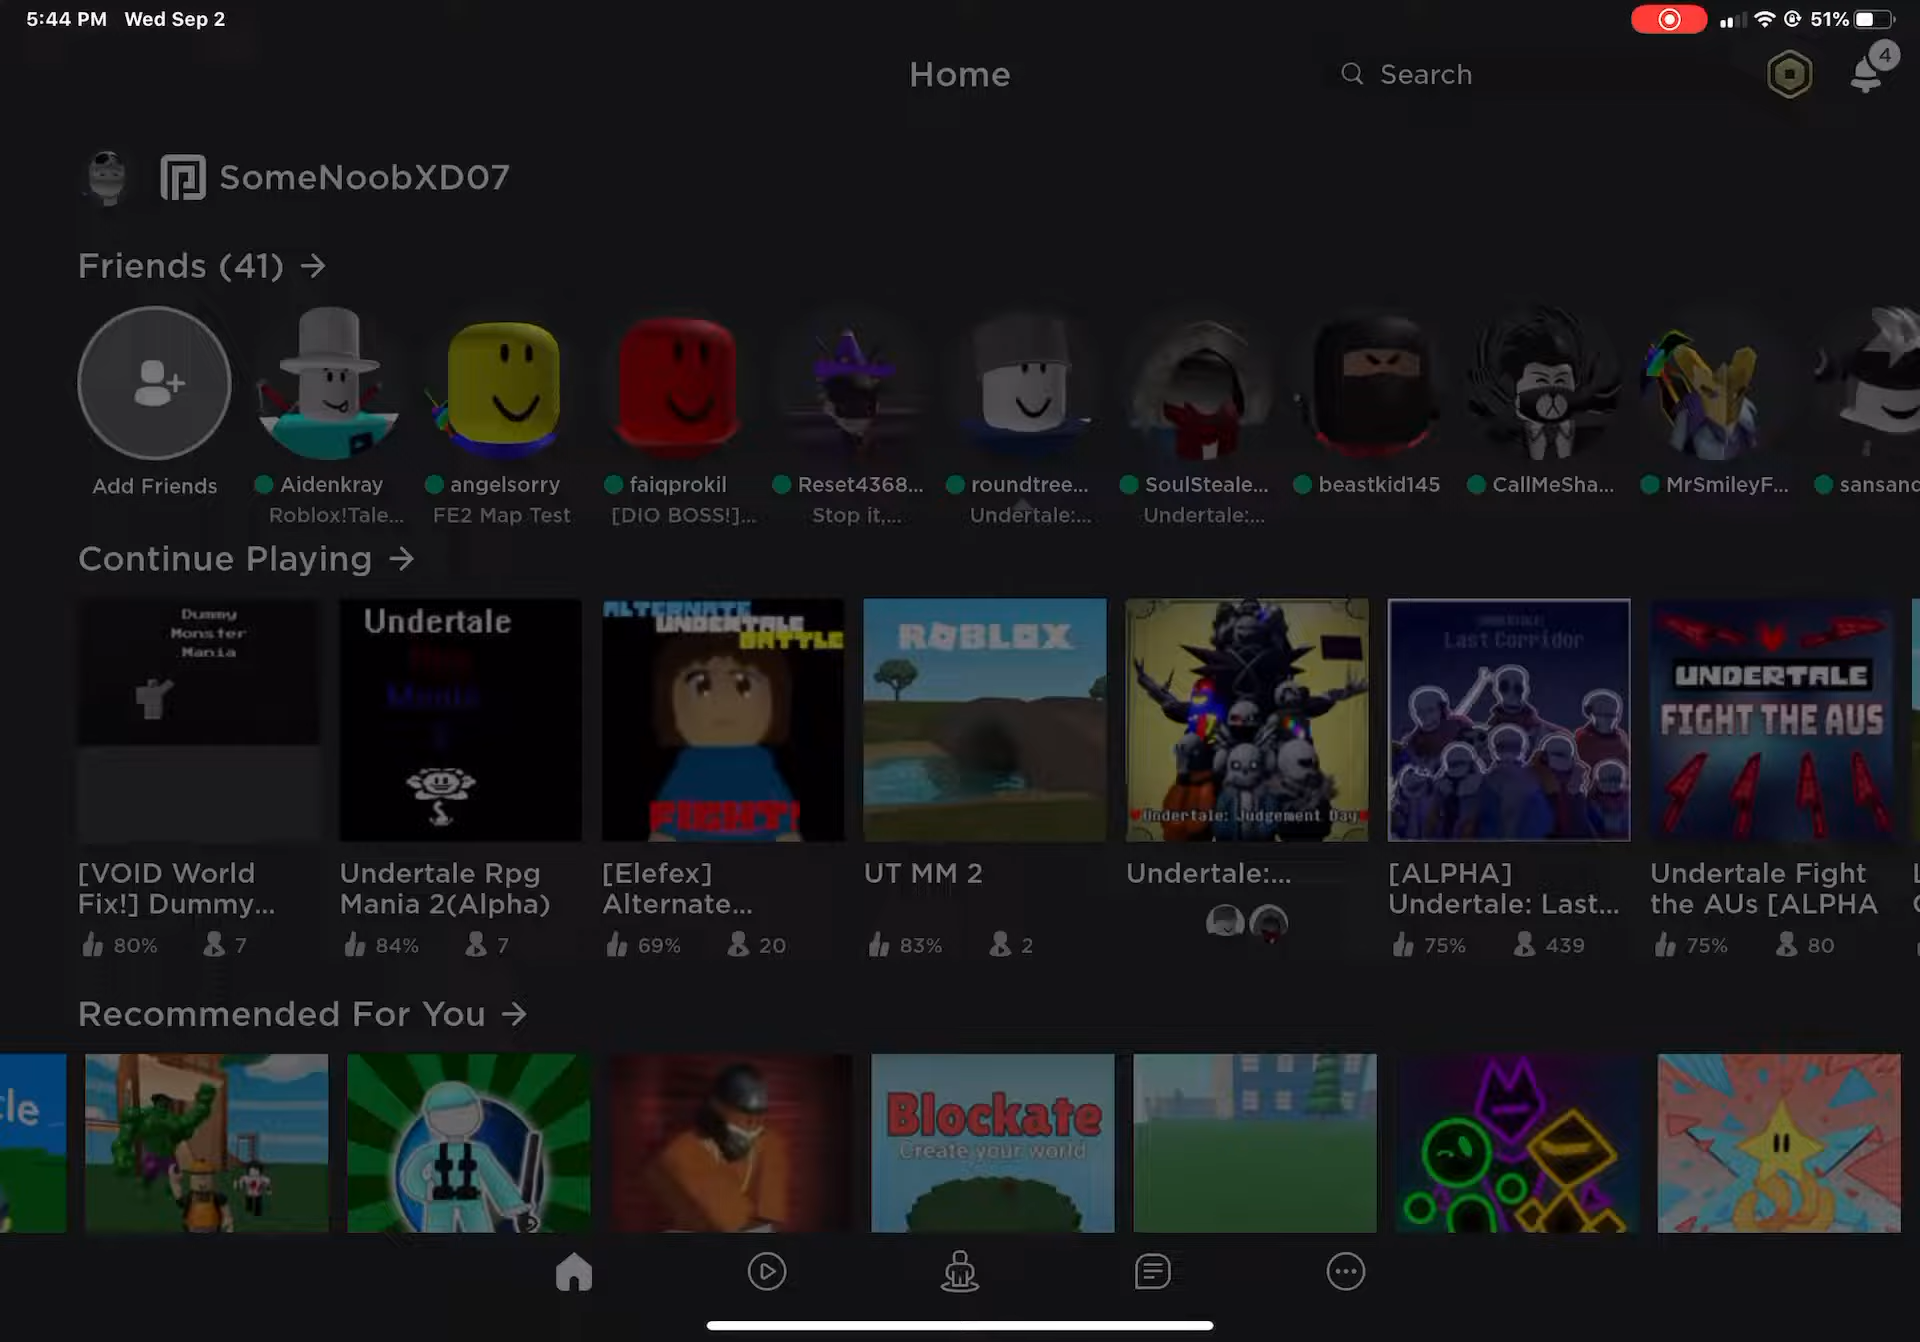 5:44 PM Wed Sep 2
51%
Home
Search
4
SomeNoobXD07
Friends (41) →
Add Friends
Aidenkray
angelsorry
faiqprokil
Reset4368...
roundtree...
SoulSteale...
beastkid145
CallMeSha...
MrSmileyF...
sansanc
Roblox!Tale...
FE2 Map Test
[DIO BOSS!]...
Stop it,...
Undertale:...
Undertale:...
Continue Playing →
Dummy
Monster
Mania
Undertale
Mania
ALTERNATE
UNDERTALE
BATTLE
FIGHT!
ROBLOX
Undertale: Judgement Day
UNDERTALE:
Last Corridor
UNDERTALE
FIGHT THE AUS
[VOID World
Fix!] Dummy...
80% 7
Undertale Rpg
Mania 2(Alpha)
84% 7
[Elefex]
Alternate...
69% 20
UT MM 2
83% 2
Undertale:...
[ALPHA]
Undertale: Last...
75% 439
Undertale Fight
the AUs [ALPHA
75% 80
Recommended For You →
cle
Blockate
Create your world